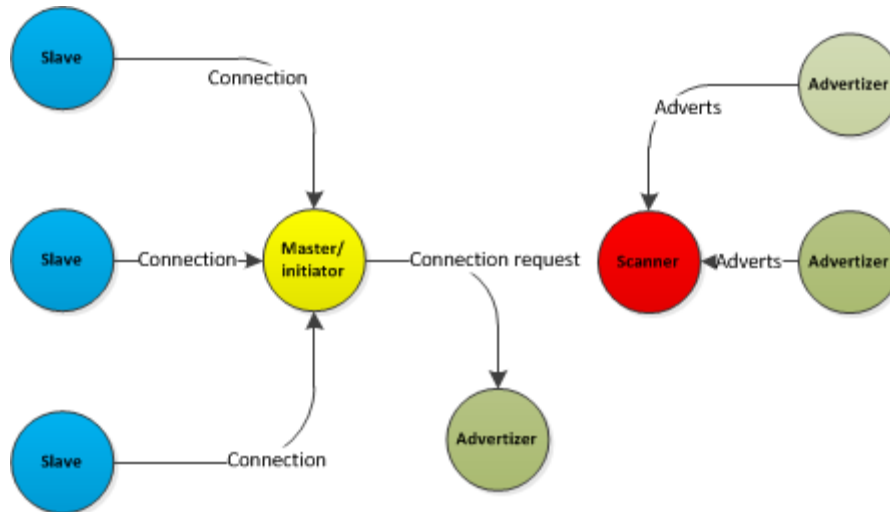 Slave
Connection
Advertizer
Adverts
Slave
Connection
Master/
initiator
Connection request
Scanner
Adverts
Advertizer
Slave
Connection
Advertizer